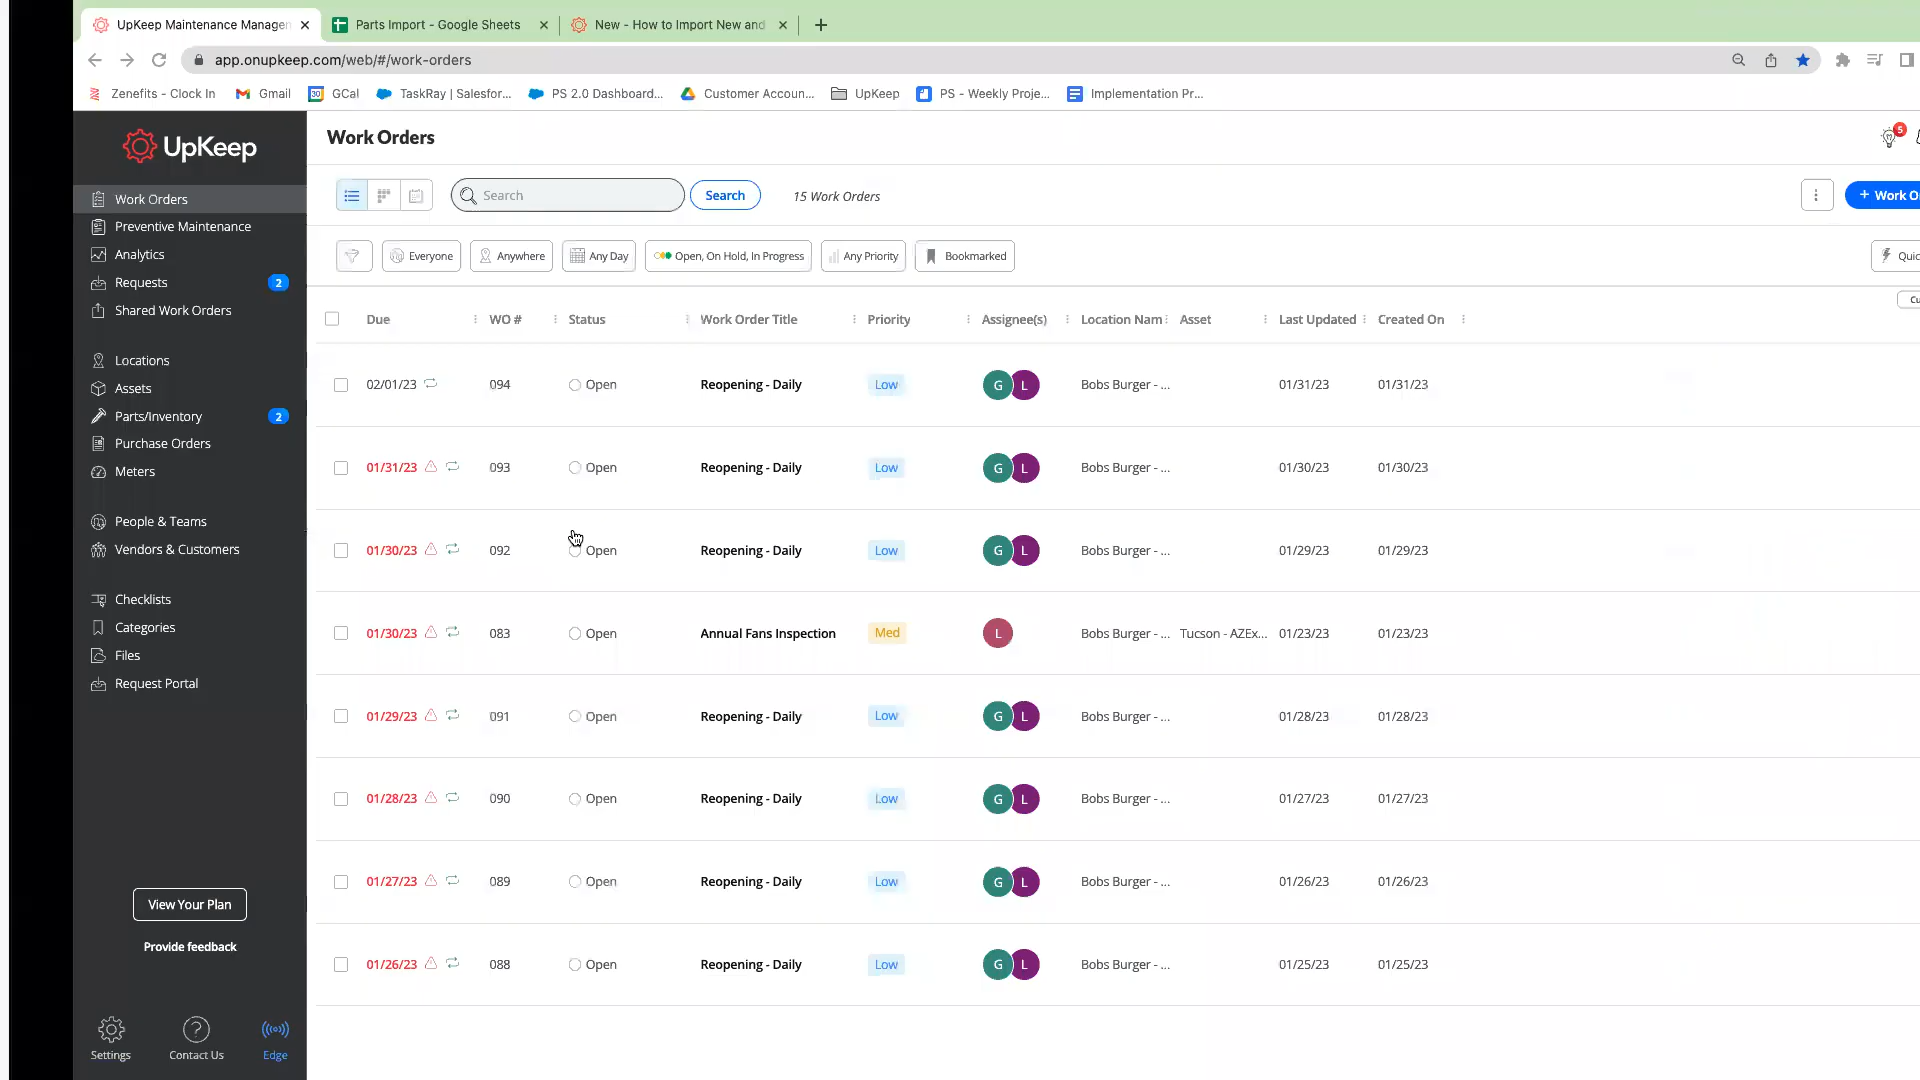 UpKeep Maintenance Managen
Parts Import - Google Sheets
New - How to Import New and
app.onupkeep.com/web/#/work-orders
Zenefits - Clock In
Gmail
30
GCal
TaskRay | Salesfor...
PS 2.0 Dashboard...
Customer Accoun...
UpKeep
PS - Weekly Proje...
Implementation Pr...
UpKeep
Work Orders
5
Work Orders
Preventive Maintenance
Analytics
Requests 2
Shared Work Orders
Locations
Assets
Parts/Inventory 2
Purchase Orders
Meters
People & Teams
Vendors & Customers
Checklists
Categories
Files
Request Portal
View Your Plan
Provide feedback
Settings
Contact Us
Edge
Search
Search
15 Work Orders
+ Work O
Everyone
Anywhere
Any Day
Open, On Hold, In Progress
Any Priority
Bookmarked
Quic
Cu
Due WO # Status Work Order Title Priority Assignee(s) Location Nam Asset Last Updated Created On
02/01/23 094 Open Reopening - Daily Low G L Bobs Burger - ... 01/31/23 01/31/23
01/31/23 093 Open Reopening - Daily Low G L Bobs Burger - ... 01/30/23 01/30/23
01/30/23 092 Open Reopening - Daily Low G L Bobs Burger - ... 01/29/23 01/29/23
01/30/23 083 Open Annual Fans Inspection Med L Bobs Burger - ... Tucson - AZEx... 01/23/23 01/23/23
01/29/23 091 Open Reopening - Daily Low G L Bobs Burger - ... 01/28/23 01/28/23
01/28/23 090 Open Reopening - Daily Low G L Bobs Burger - ... 01/27/23 01/27/23
01/27/23 089 Open Reopening - Daily Low G L Bobs Burger - ... 01/26/23 01/26/23
01/26/23 088 Open Reopening - Daily Low G L Bobs Burger - ... 01/25/23 01/25/23